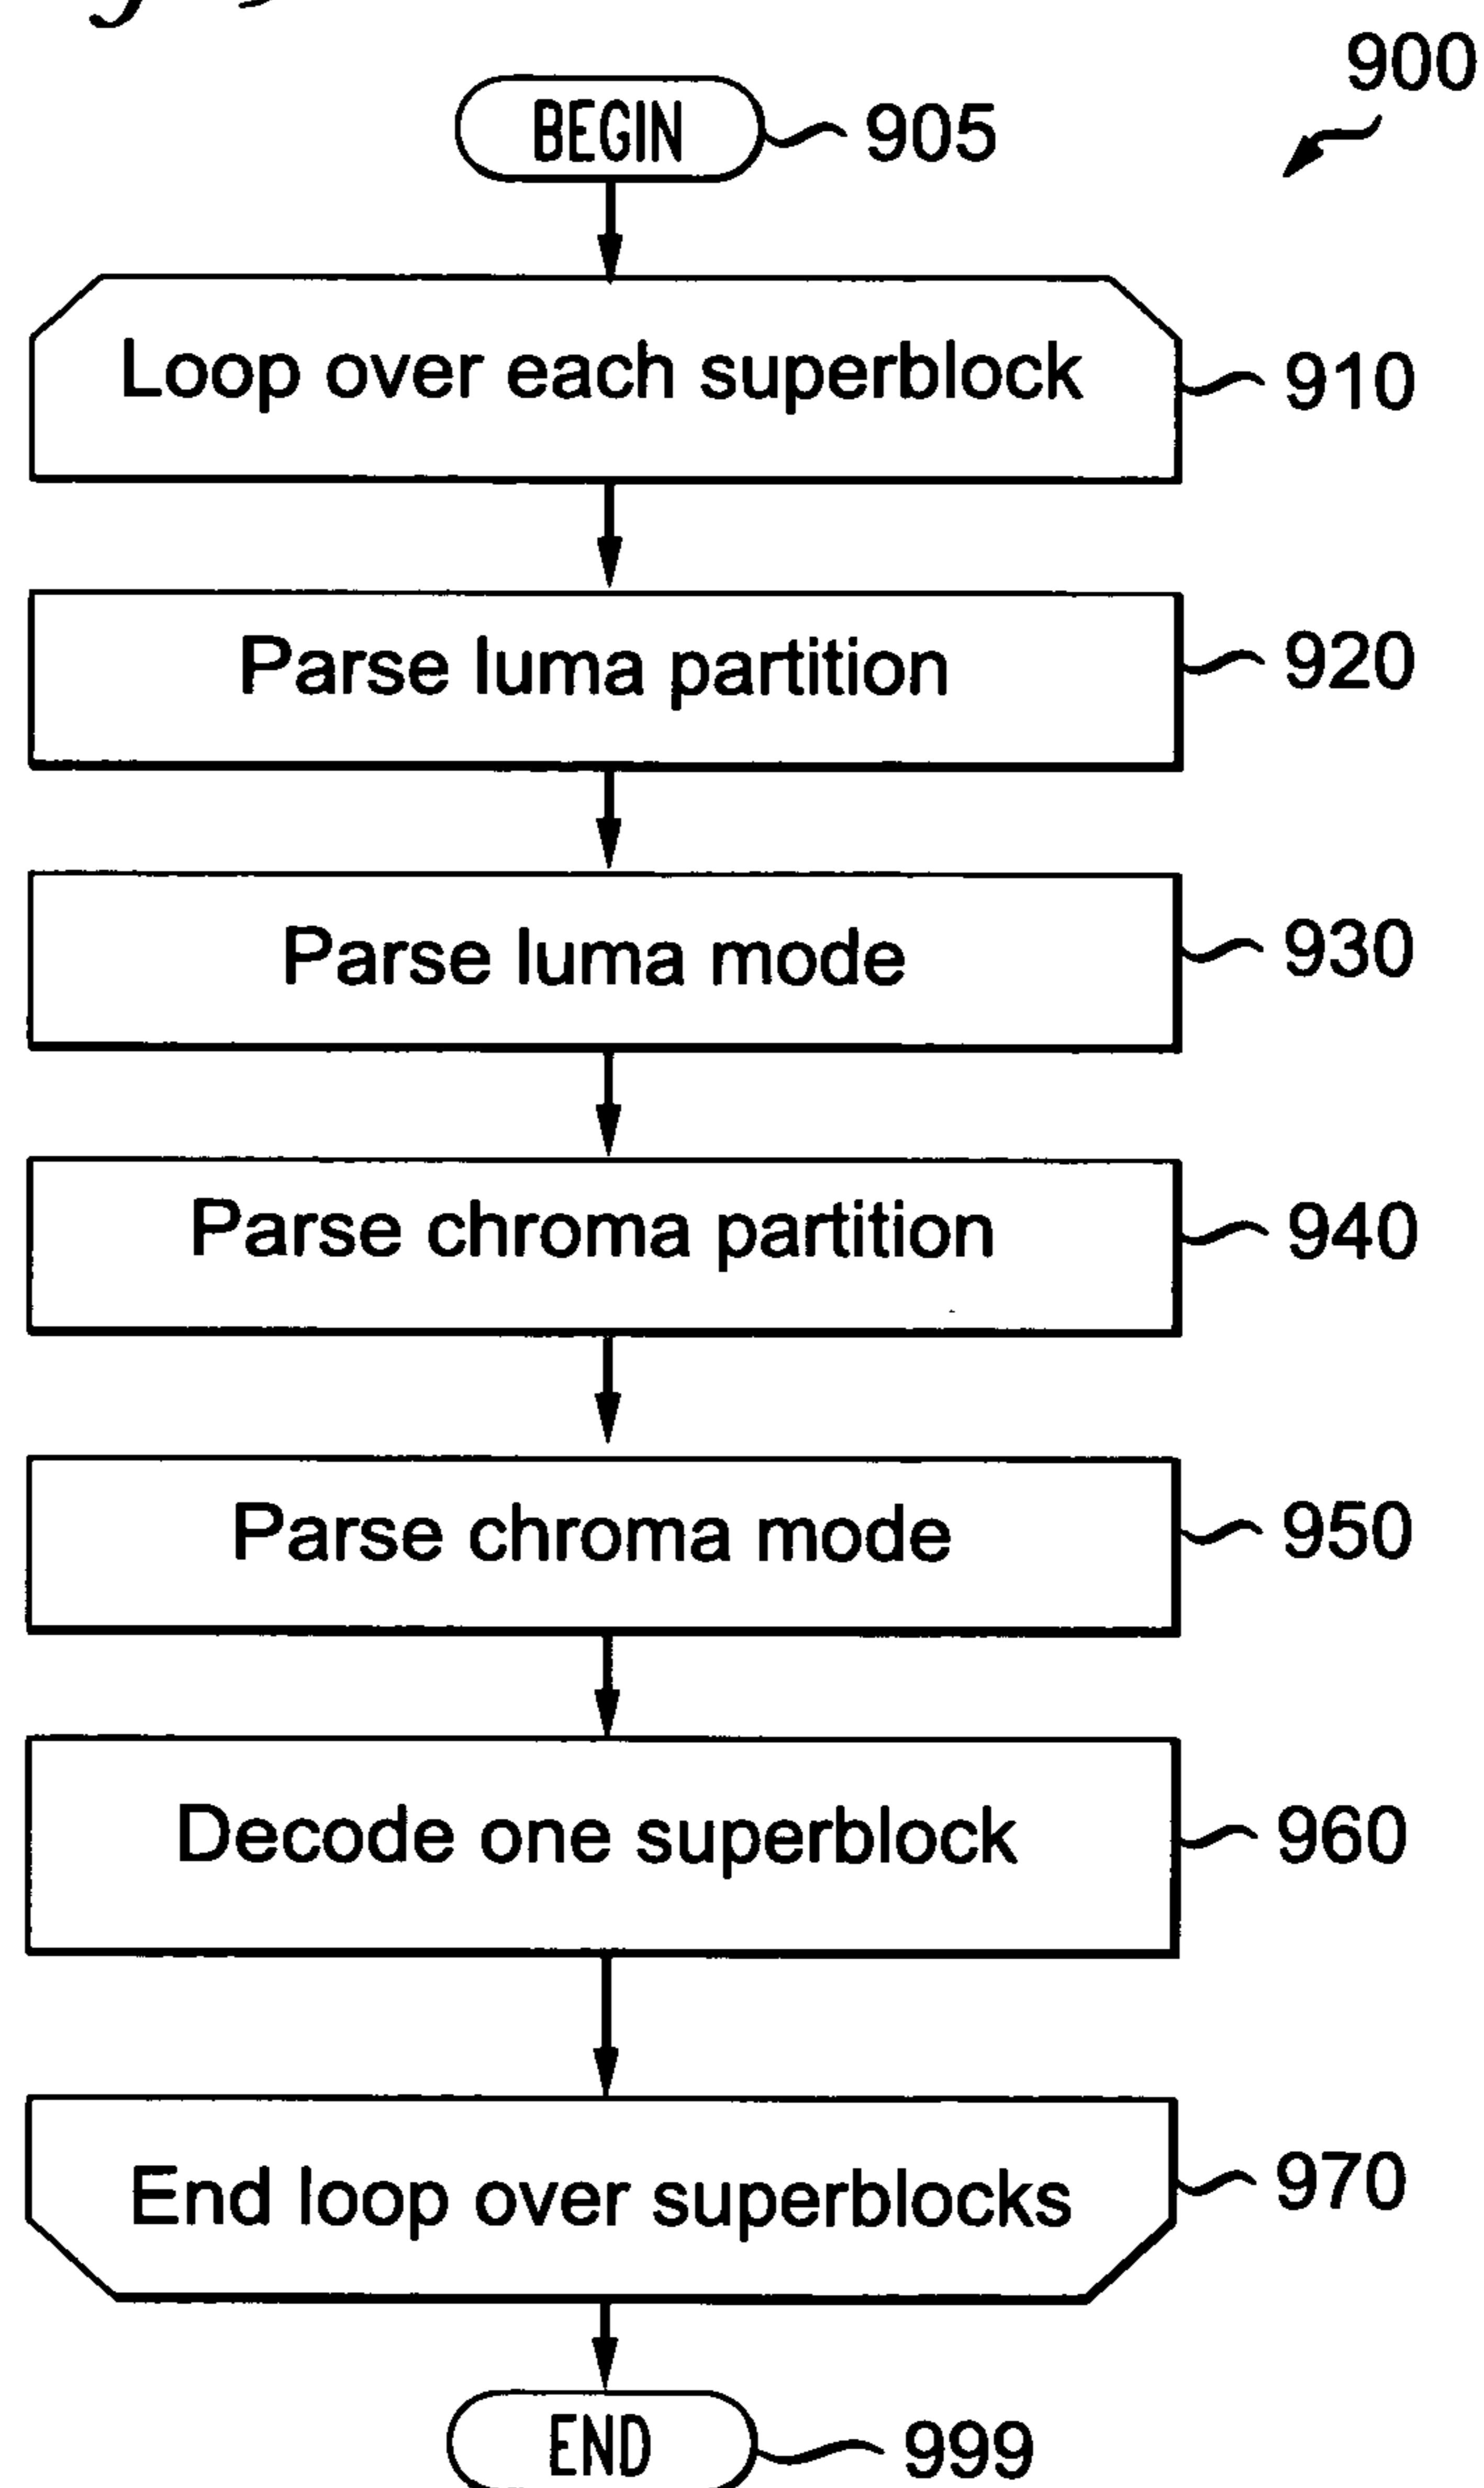 900
BEGIN 905
Loop over each superblock 910
Parse luma partition 920
Parse luma mode 930
Parse chroma partition 940
Parse chroma mode 950
Decode one superblock 960
End loop over superblocks 970
END 999